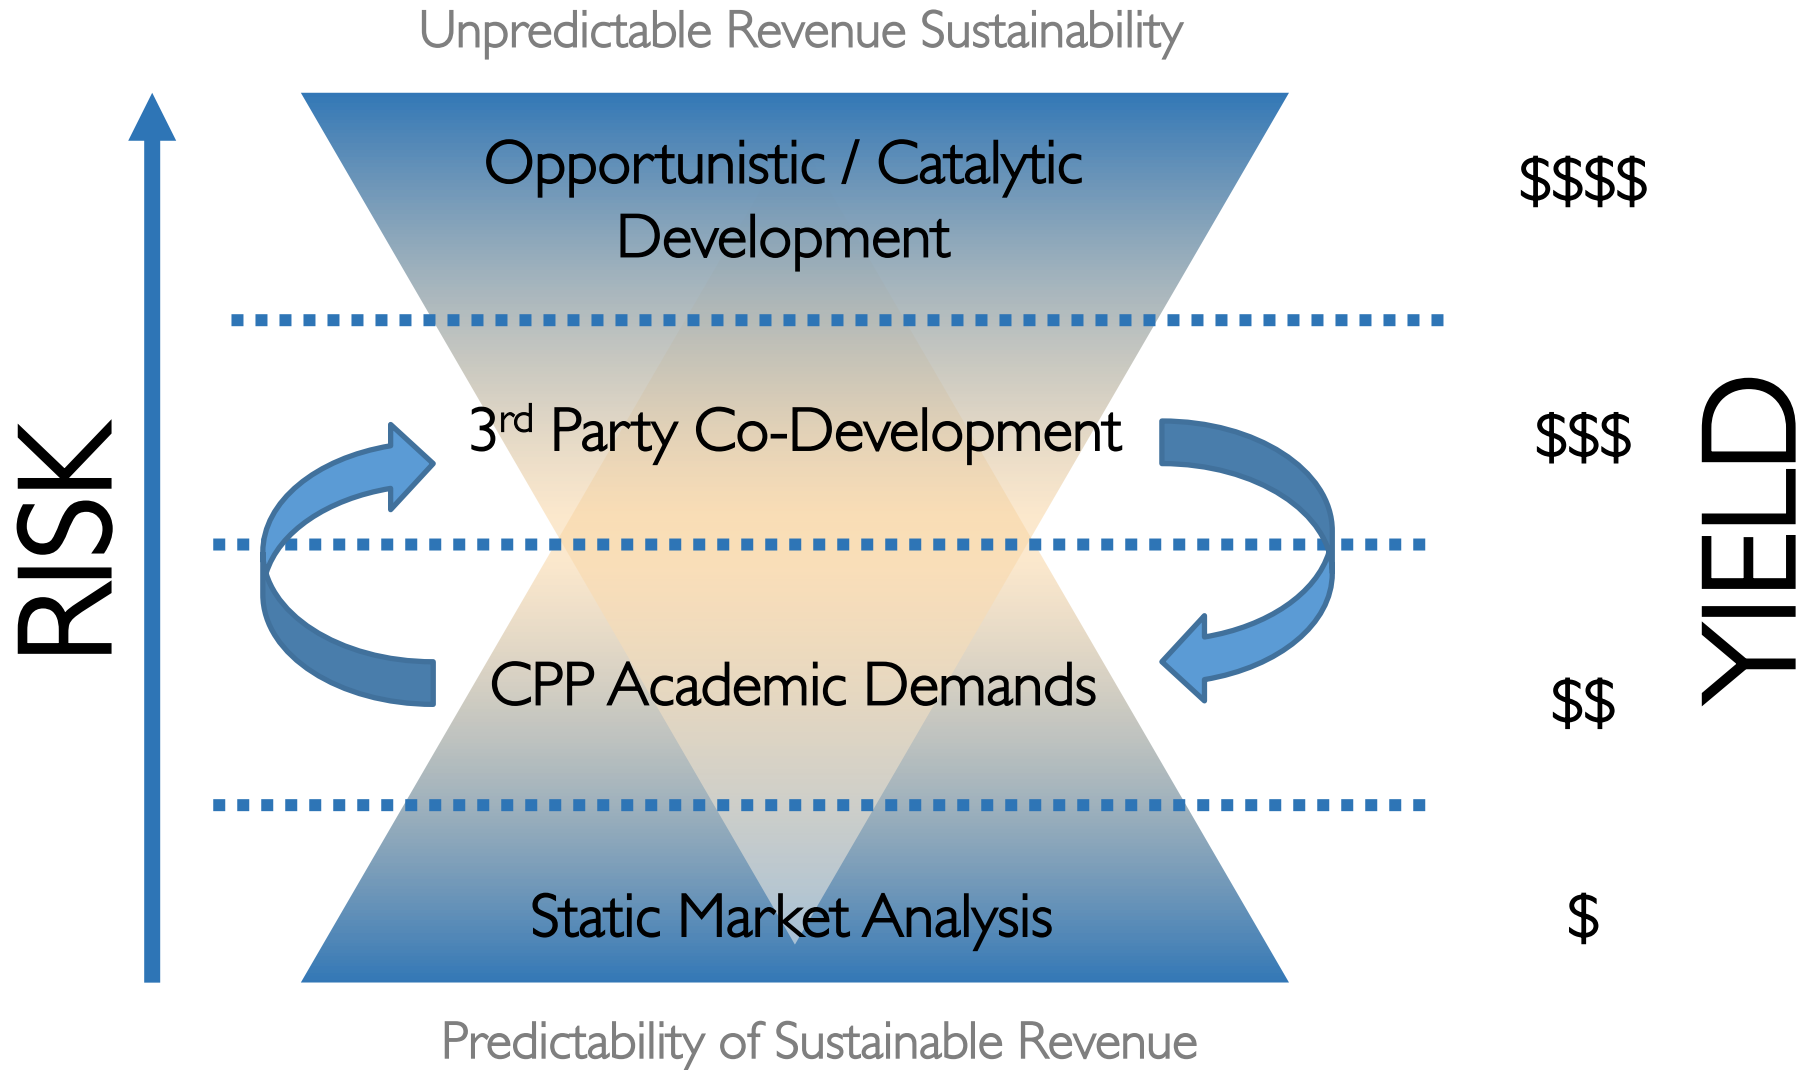 Unpredictable Revenue Sustainability
Opportunistic / Catalytic
Development
$$$$
3rd Party Co-Development
$$$
RISK
YIELD
CPP Academic Demands
$$
Static Market Analysis
$
Predictability of Sustainable Revenue